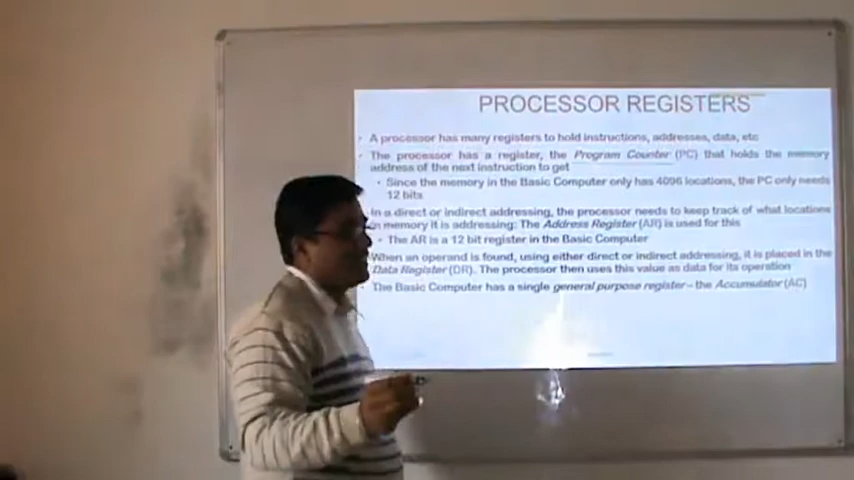 PROCESSOR REGISTERS
• A processor has many registers to hold instructions, addresses, data, etc
• The processor has a register, the Program Counter (PC) that holds the memory
address of the next instruction to get
• Since the memory in the Basic Computer only has 4096 locations, the PC only needs
12 bits
In a direct or indirect addressing, the processor needs to keep track of what locations
in memory it is addressing: The Address Register (AR) is used for this
• The AR is a 12 bit register in the Basic Computer
When an operand is found, using either direct or indirect addressing, it is placed in the
Data Register (DR). The processor then uses this value as data for its operation
• The Basic Computer has a single general purpose register – the Accumulator (AC)